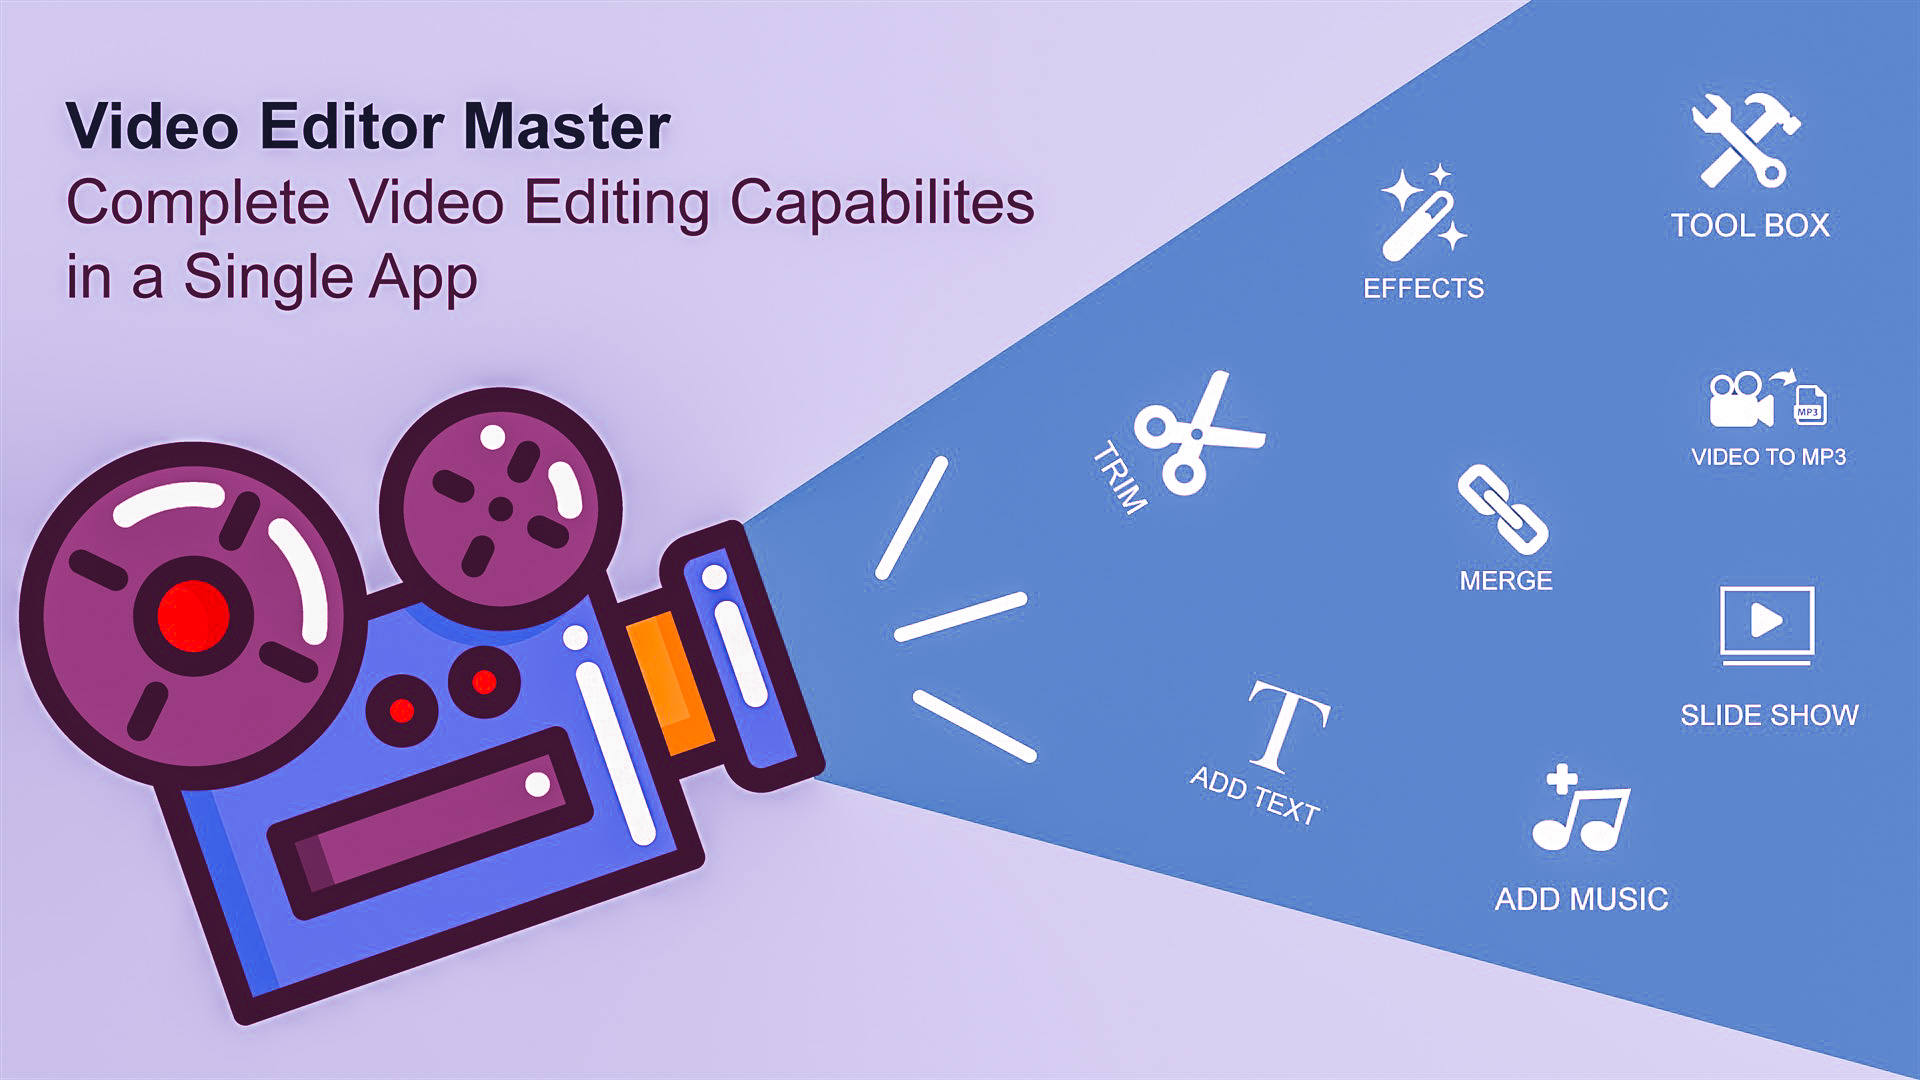 Video Editor Master
Complete Video Editing Capabilites
in a Single App
TOOL BOX
EFFECTS
TRIM
MP3
VIDEO TO MP3
MERGE
SLIDE SHOW
T
ADD TEXT
ADD MUSIC